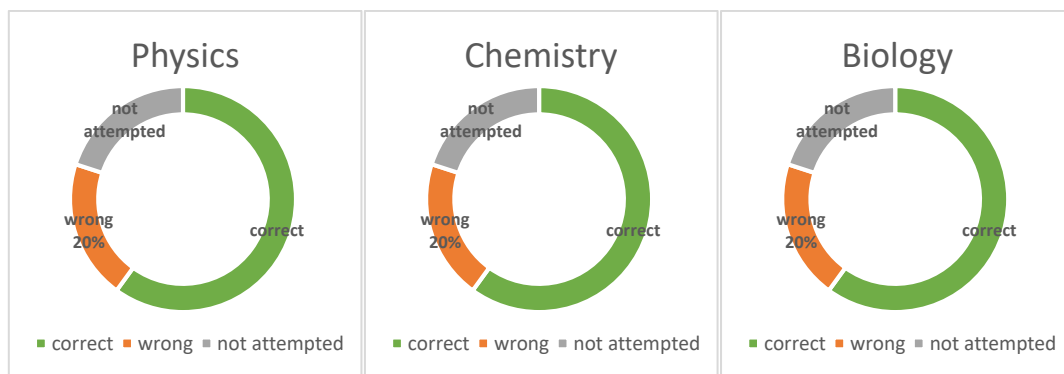 Physics
not
attempted
wrong
20%
correct
correct wrong not attempted
Chemistry
not
attempted
wrong
20%
correct
correct wrong not attempted
Biology
not
attempted
wrong
20%
correct
correct wrong not attempted